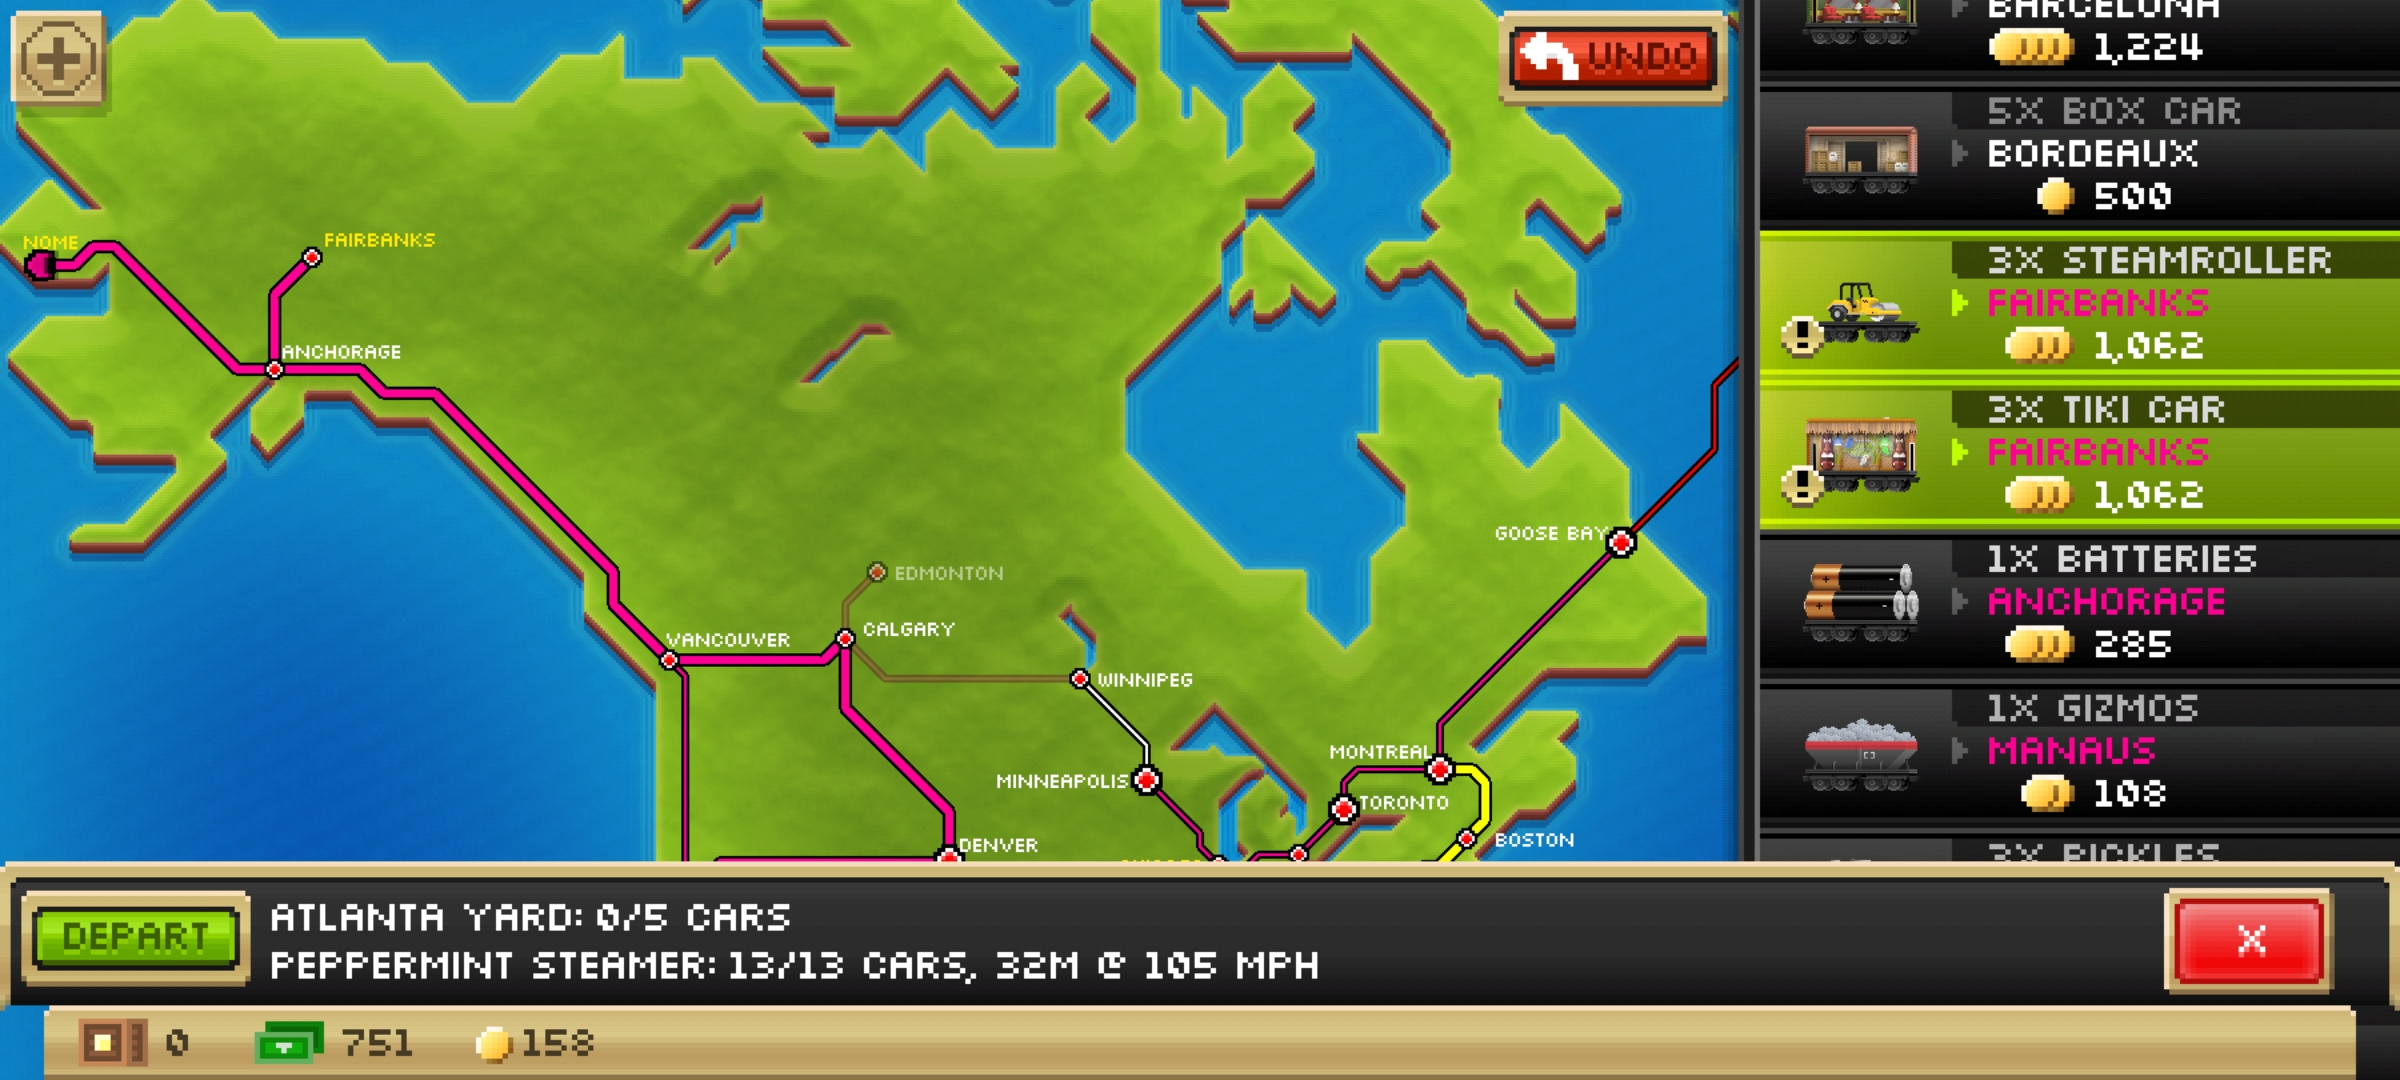 UNDO
NOME
FAIRBANKS
ANCHORAGE
EDMONTON
CALGARY
VANCOUVER
WINNIPEG
MINNEAPOLIS
DENVER
GOOSE BAY
MONTREAL
TORONTO
BOSTON
BARCELONA
1,224
5X BOX CAR
BORDEAUX
500
3X STEAMROLLER
FAIRBANKS
1,062
3X TIKI CAR
FAIRBANKS
1,062
1X BATTERIES
ANCHORAGE
285
1X GIZMOS
MANAUS
108
3X PICKLES
DEPART
ATLANTA YARD: 0/5 CARS
PEPPERMINT STEAMER: 13/13 CARS, 32M @ 105 MPH
X
0
751
158